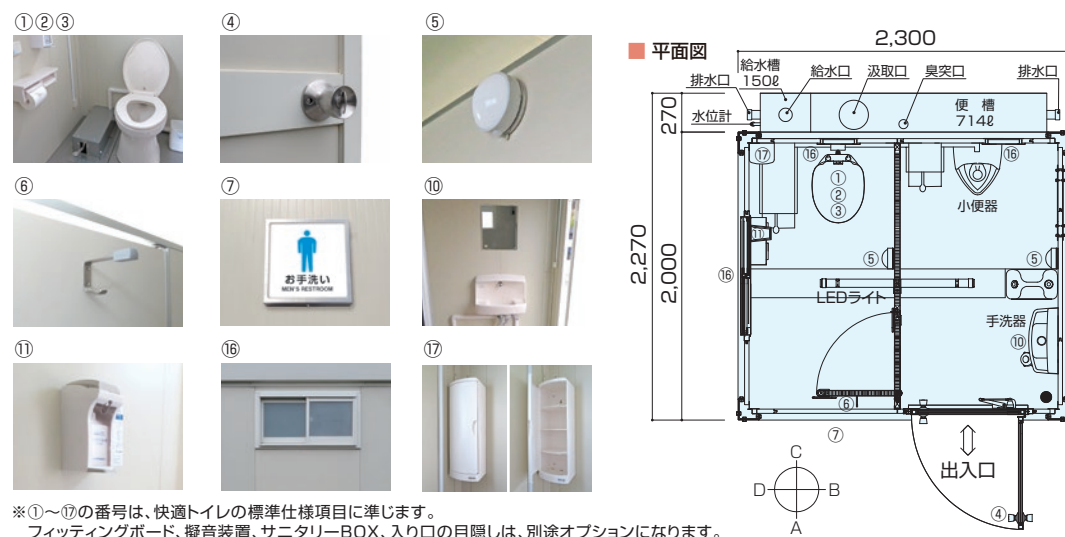 ①②③
④
⑤
⑥
⑦
お手洗い
MEN'S RESTROOM
⑩
⑪
⑯
⑰
■ 平面図
2,300
排水口
給水槽
150ℓ
給水口
汲取口
臭突口
排水口
水位計
便 槽
714ℓ
270
2,270
2,000
⑰
⑯
①
②
③
⑯
小便器
⑪
⑤
⑤
⑯
LEDライト
手洗器
⑩
⑥
⑦
出入口
④
C
D
B
A
※①〜⑰の番号は、快適トイレの標準仕様項目に準じます。
フィッティングボード、擬音装置、サニタリーBOX、入り口の目隠しは、別途オプションになります。